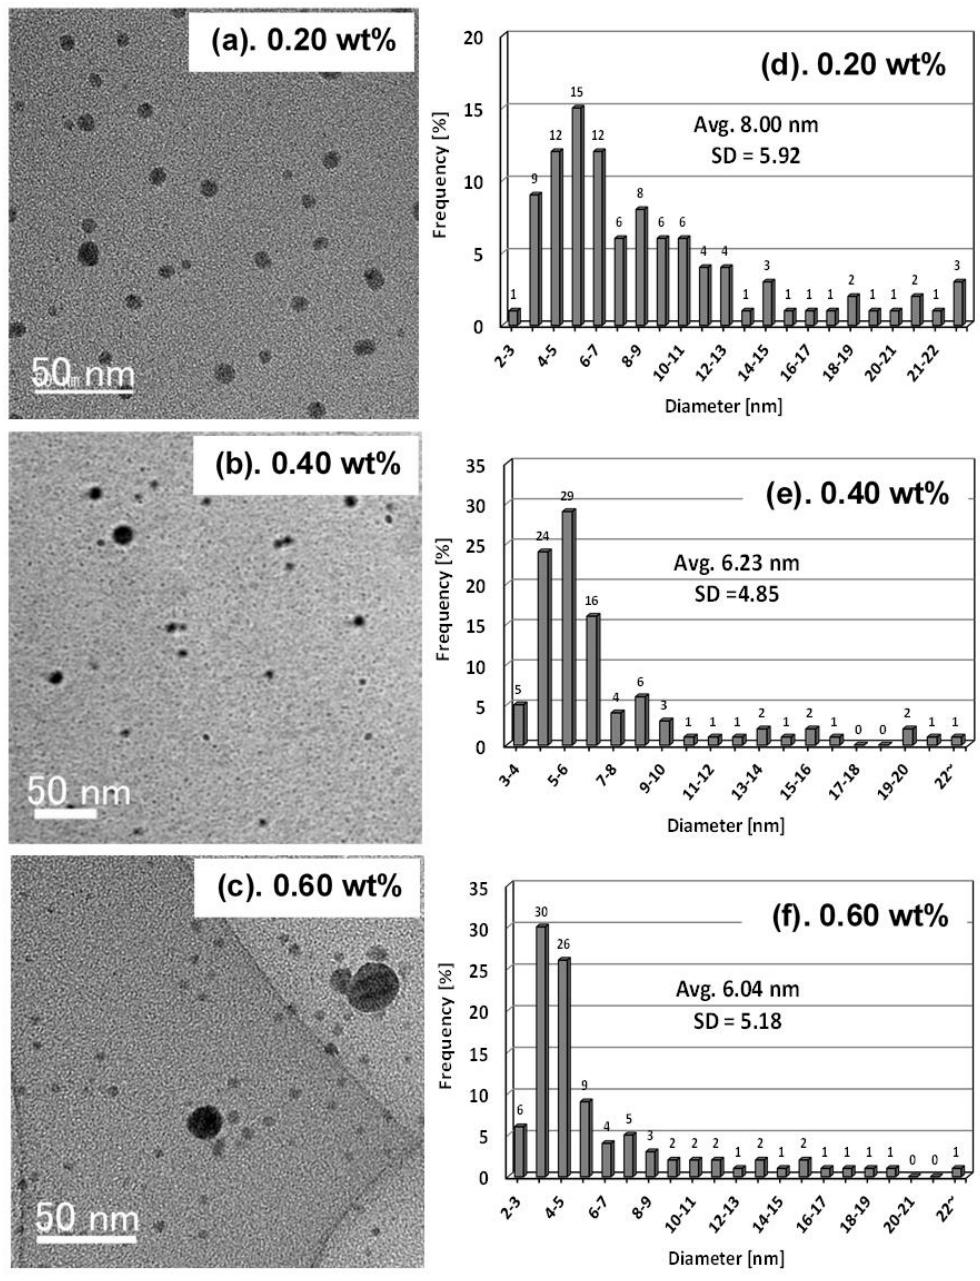 (a). 0.20 wt%
50 nm
(d). 0.20 wt%
Avg. 8.00 nm
SD = 5.92
Frequency [%]
20
15
10
5
0
1 9 12 15 12 6 8 6 6 4 4 1 3 1 1 1 2 1 1 2 1 3
2-3 4-5 6-7 8-9 10-11 12-13 14-15 16-17 18-19 20-21 21-22
Diameter [nm]
(b). 0.40 wt%
50 nm
(e). 0.40 wt%
Avg. 6.23 nm
SD =4.85
Frequency [%]
35
30
25
20
15
10
5
0
5 24 29 16 4 6 3 1 1 1 2 1 2 1 0 0 2 1 1
3-4 5-6 7-8 9-10 11-12 13-14 15-16 17-18 19-20 22~
Diameter [nm]
(c). 0.60 wt%
50 nm
(f). 0.60 wt%
Avg. 6.04 nm
SD = 5.18
Frequency [%]
35
30
25
20
15
10
5
0
6 30 26 9 4 5 3 2 2 2 1 2 1 2 1 1 1 1 0 0 1
2-3 4-5 6-7 8-9 10-11 12-13 14-15 16-17 18-19 20-21 22~
Diameter [nm]